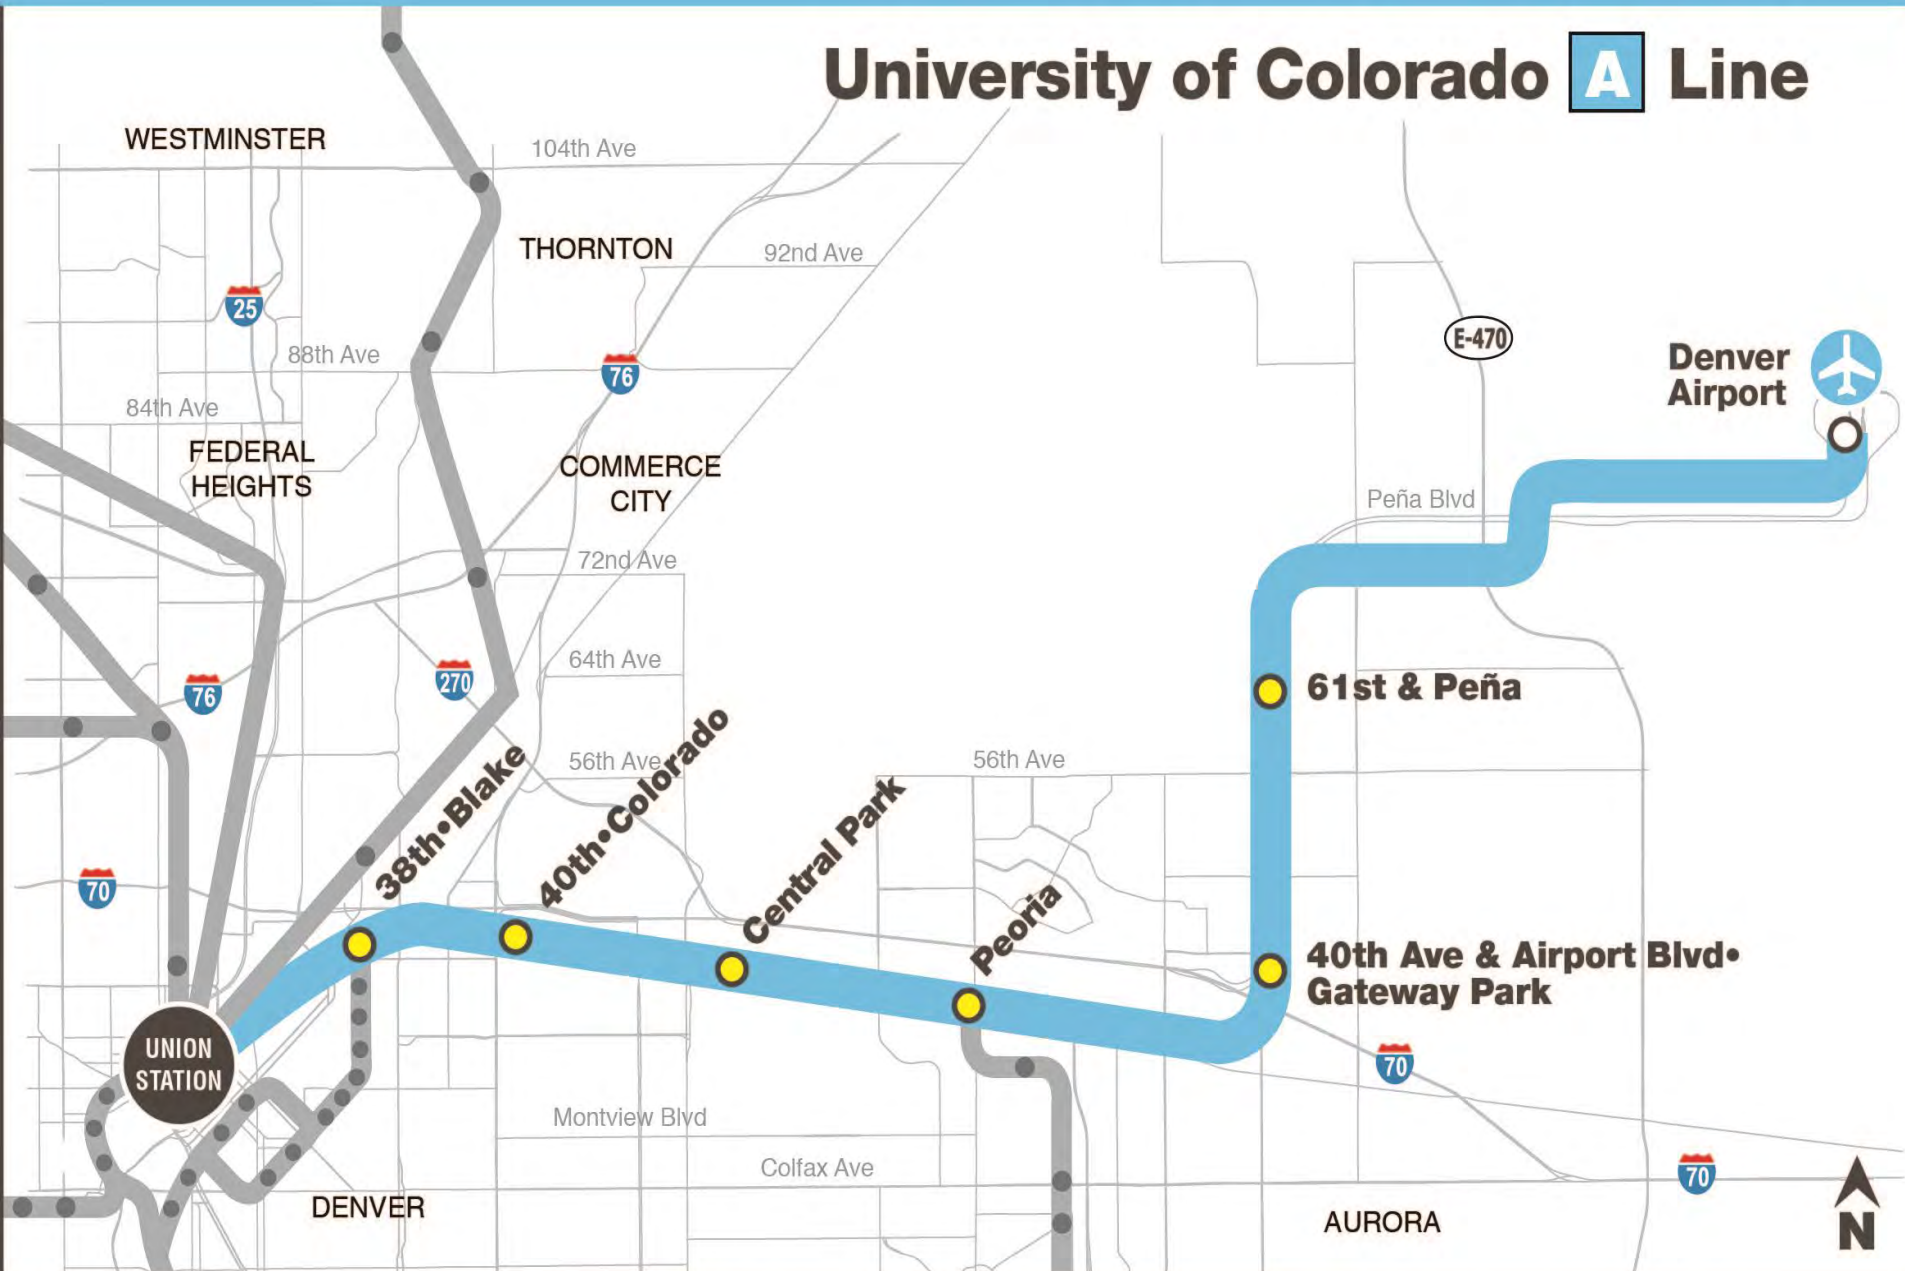 University of Colorado A Line
WESTMINSTER
104th Ave
THORNTON
92nd Ave
25
E-470
88th Ave
76
Denver
Airport
84th Ave
FEDERAL
HEIGHTS
COMMERCE
CITY
Peña Blvd
72nd Ave
64th Ave
270
76
61st & Peña
56th Ave
56th Ave
38th•Blake
40th•Colorado
Central Park
Peoria
70
40th Ave & Airport Blvd•
Gateway Park
UNION
STATION
70
Montview Blvd
Colfax Ave
70
DENVER
AURORA
N